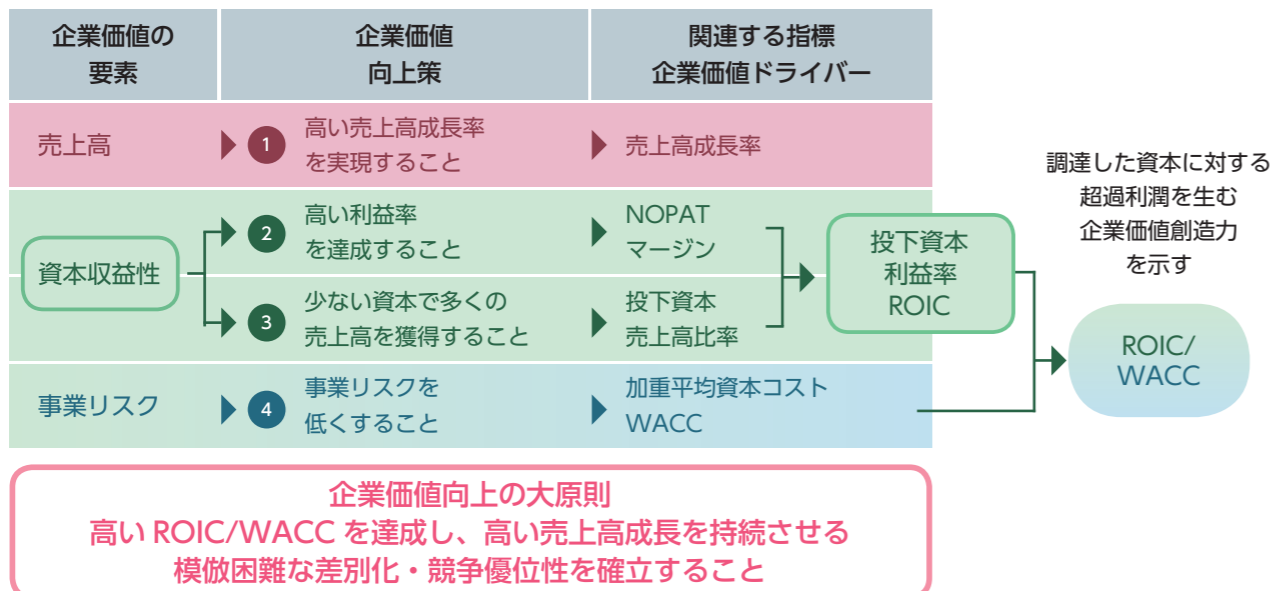 企業価値の
要素
企業価値
向上策
関連する指標
企業価値ドライバー
売上高
1
高い売上高成長率
を実現すること
売上高成長率
資本収益性
2
高い利益率
を達成すること
NOPAT
マージン
3
少ない資本で多くの
売上高を獲得すること
投下資本
売上高比率
投下資本
利益率
ROIC
事業リスク
4
事業リスクを
低くすること
加重平均資本コスト
WACC
調達した資本に対する
超過利潤を生む
企業価値創造力
を示す
ROIC/
WACC
企業価値向上の大原則
高い ROIC/WACC を達成し、高い売上高成長を持続させる
模倣困難な差別化・競争優位性を確立すること